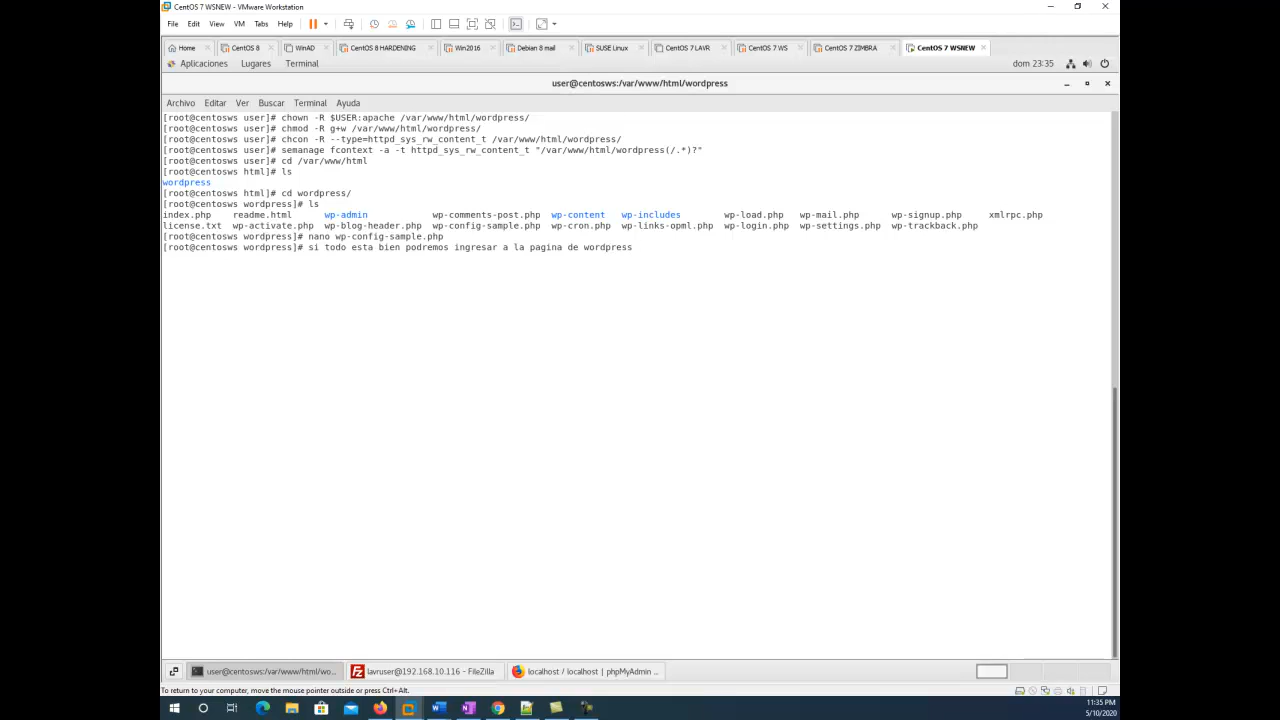 CentOS 7 WSNEW - VMware Workstation
File Edit View VM Tabs Help
Home CentOS 8 WinAD CentOS 8 HARDENING Win2016 Debian 8 mail SUSE Linux CentOS 7 LAVR CentOS 7 WS CentOS 7 ZIMBRA CentOS 7 WSNEW
Aplicaciones Lugares Terminal dom 23:35
user@centosws:/var/www/html/wordpress
Archivo Editar Ver Buscar Terminal Ayuda
[root@centosws user]# chown -R $USER:apache /var/www/html/wordpress/
[root@centosws user]# chmod -R g+w /var/www/html/wordpress/
[root@centosws user]# chcon -R --type=httpd_sys_rw_content_t /var/www/html/wordpress/
[root@centosws user]# semanage fcontext -a -t httpd_sys_rw_content_t "/var/www/html/wordpress(/.*)?"
[root@centosws user]# cd /var/www/html
[root@centosws html]# ls
wordpress
[root@centosws html]# cd wordpress/
[root@centosws wordpress]# ls
index.php readme.html wp-admin wp-comments-post.php wp-content wp-includes wp-load.php wp-mail.php wp-signup.php xmlrpc.php
license.txt wp-activate.php wp-blog-header.php wp-config-sample.php wp-cron.php wp-links-opml.php wp-login.php wp-settings.php wp-trackback.php
[root@centosws wordpress]# nano wp-config-sample.php
[root@centosws wordpress]# si todo esta bien podremos ingresar a la pagina de wordpress
user@centosws:/var/www/html/wo... lavruser@192.168.10.116 - FileZilla localhost / localhost | phpMyAdmin ...
To return to your computer, move the mouse pointer outside or press Ctrl+Alt.
11:35 PM
5/10/2020